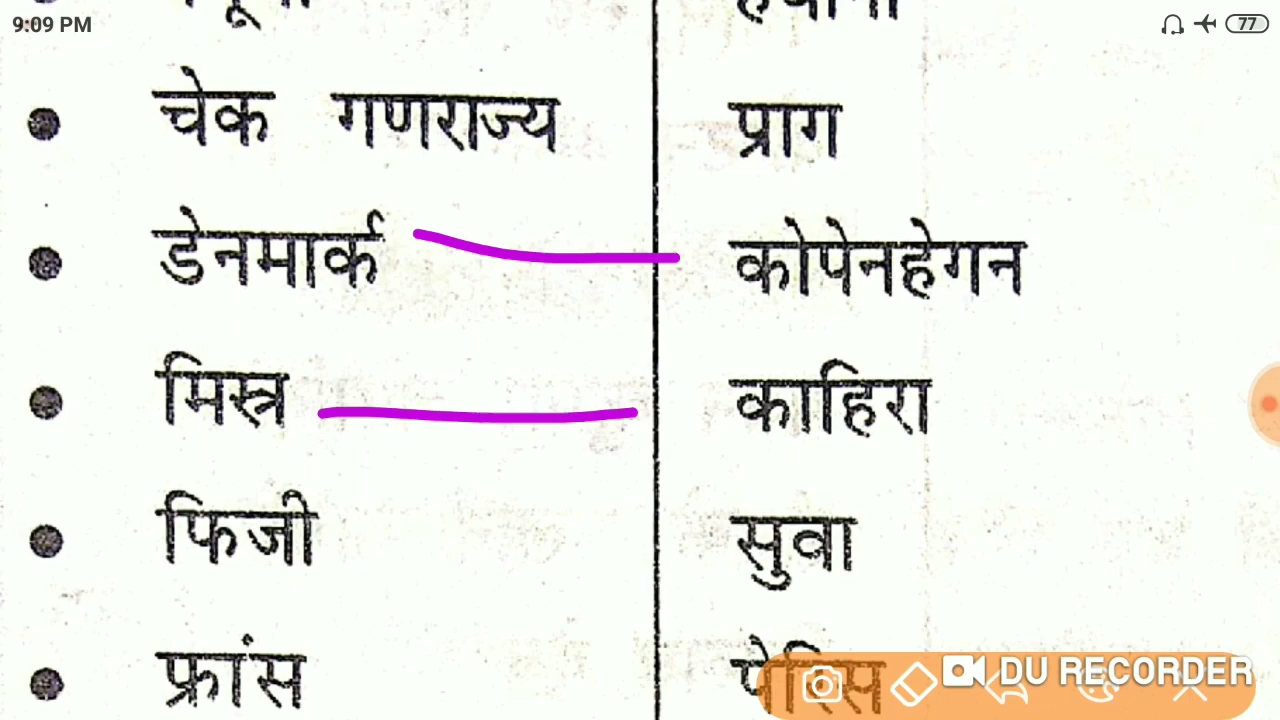 9:09 PM 77
चेक गणराज्य प्राग
डेनमार्क कोपेनहेगन
मिस्र काहिरा
फिजी सुवा
फ्रांस
DU RECORDER